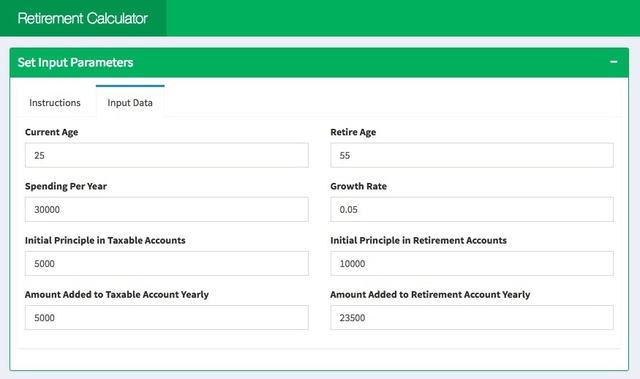 Retirement Calculator
Set Input Parameters
Instructions
Input Data
Current Age
Retire Age
25
55
Spending Per Year
Growth Rate
30000
0.05
Initial Principle in Taxable Accounts
Initial Principle in Retirement Accounts
5000
10000
Amount Added to Taxable Account Yearly
Amount Added to Retirement Account Yearly
5000
23500